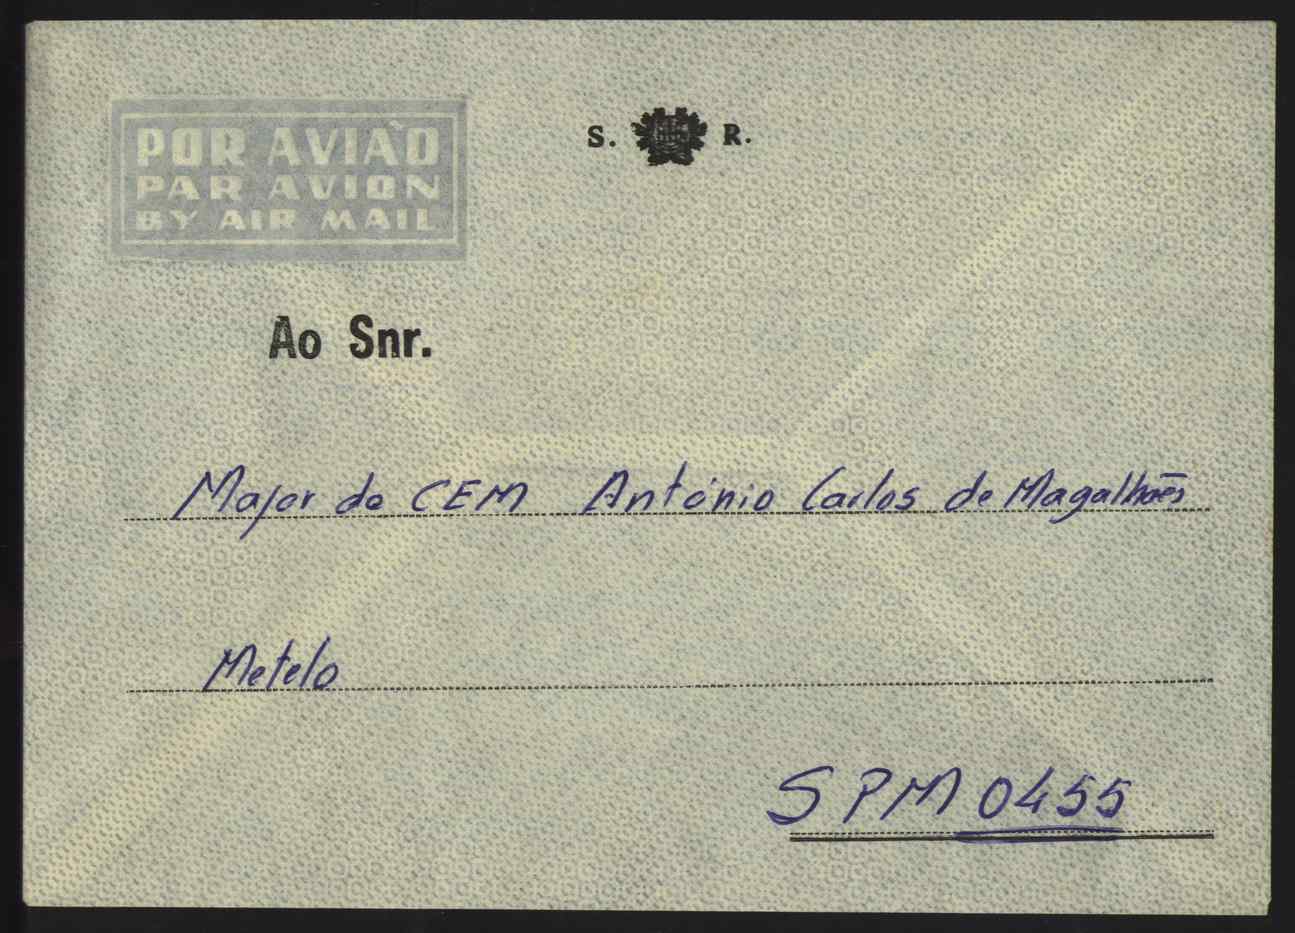 POR AVIÃO
PAR AVION
BY AIR MAIL
S. R.
Ao Snr.
Major do CEM António Carlos de Magalhães
Metelo
SPM 0455